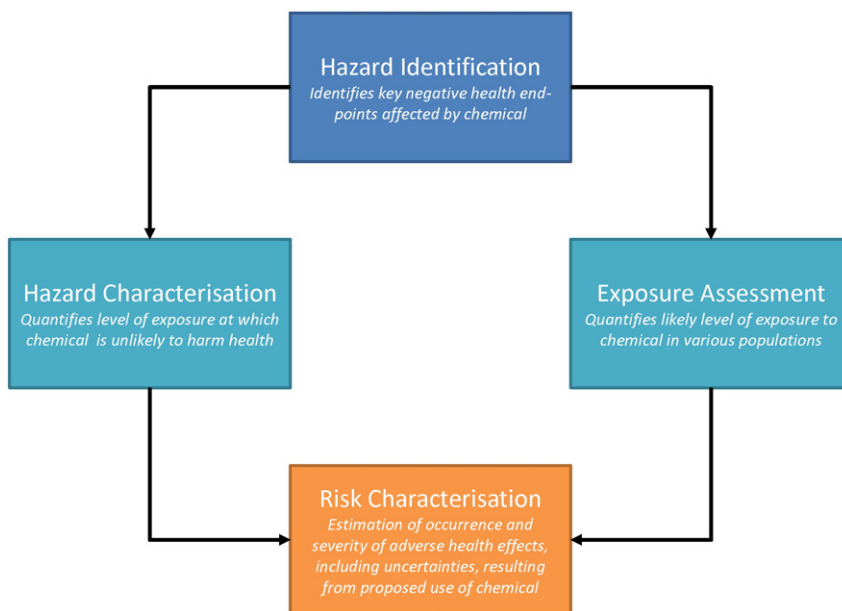 Hazard Identification
Identifies key negative health end-
points affected by chemical
Hazard Characterisation
Quantifies level of exposure at which
chemical  is unlikely to harm health
Exposure Assessment
Quantifies likely level of exposure to
chemical in various populations
Risk Characterisation
Estimation of occurrence and
severity of adverse health effects,
including uncertainties, resulting
from proposed use of chemical